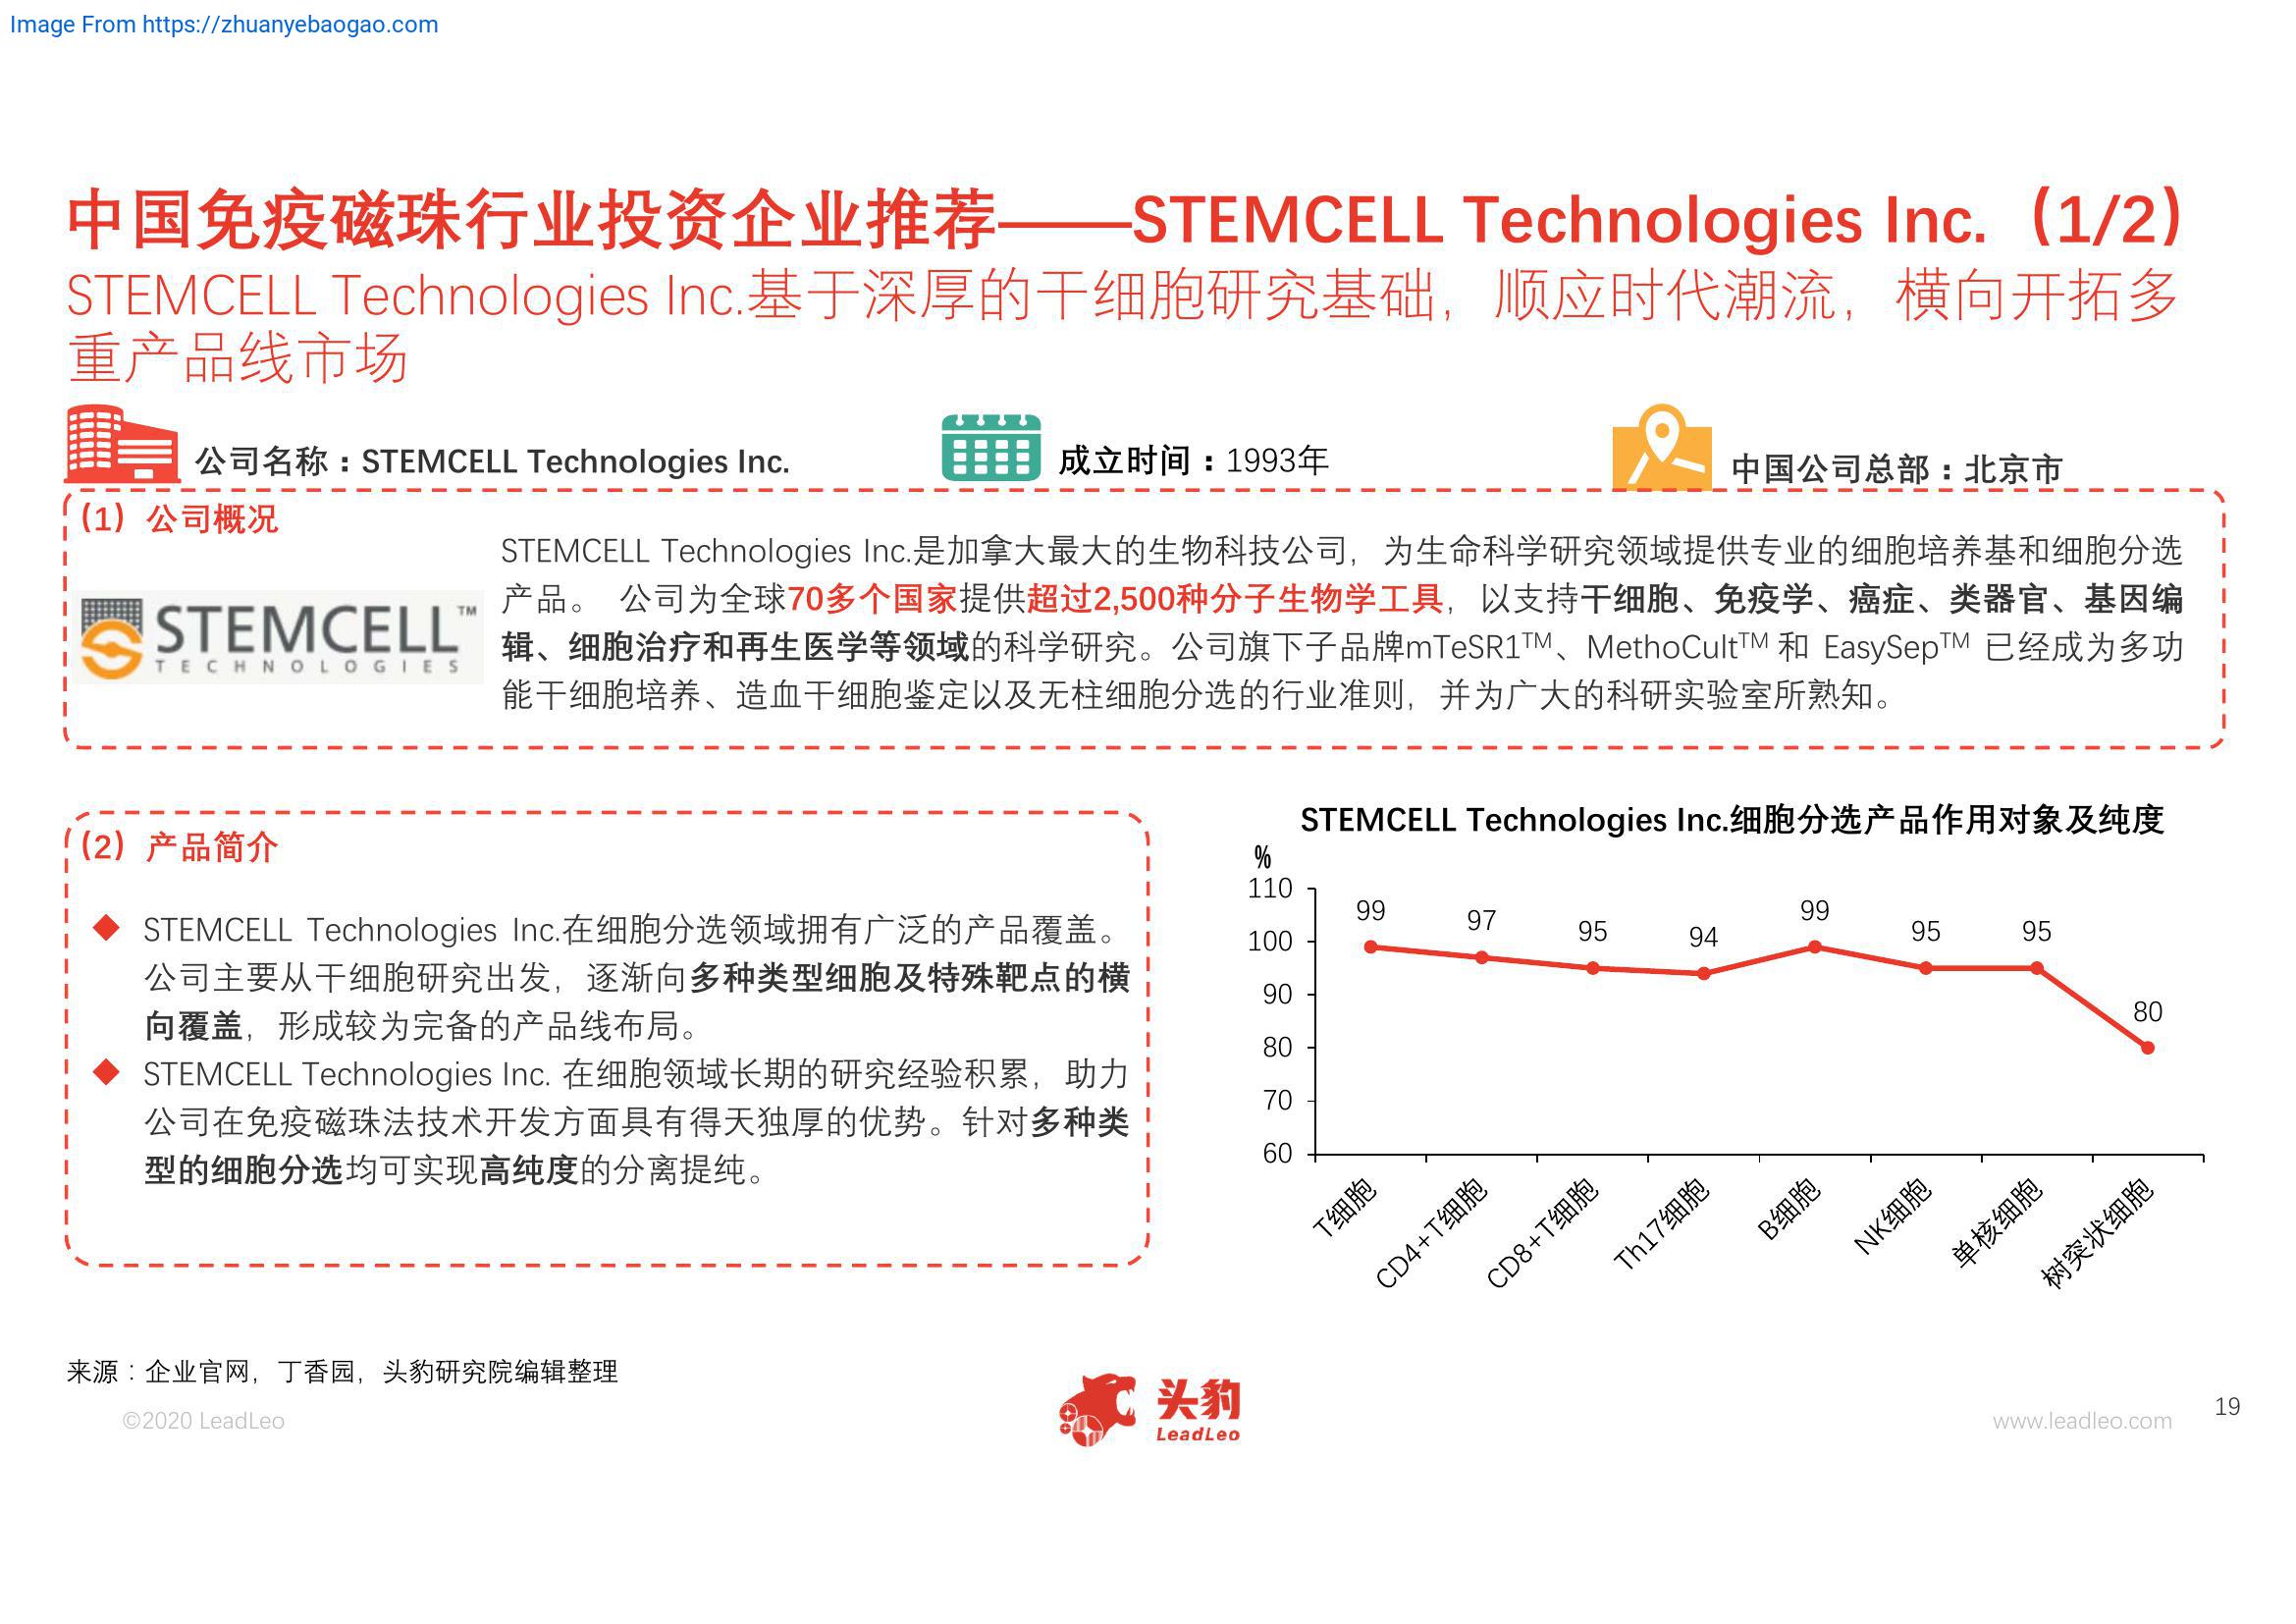 Image From https://zhuanyebaogao.com
中国免疫磁珠行业投资企业推荐——STEMCELL Technologies Inc.（1/2）
STEMCELL Technologies Inc.基于深厚的干细胞研究基础，顺应时代潮流，横向开拓多
重产品线市场
公司名称：STEMCELL Technologies Inc.
成立时间：1993年
中国公司总部：北京市
（1）公司概况
STEMCELL™
TECHNOLOGIES
STEMCELL Technologies Inc.是加拿大最大的生物科技公司，为生命科学研究领域提供专业的细胞培养基和细胞分选
产品。 公司为全球70多个国家提供超过2,500种分子生物学工具，以支持干细胞、免疫学、癌症、类器官、基因编
辑、细胞治疗和再生医学等领域的科学研究。公司旗下子品牌mTeSR1™、MethoCult™ 和 EasySep™ 已经成为多功
能干细胞培养、造血干细胞鉴定以及无柱细胞分选的行业准则，并为广大的科研实验室所熟知。
（2）产品简介
STEMCELL Technologies Inc.在细胞分选领域拥有广泛的产品覆盖。
公司主要从干细胞研究出发，逐渐向多种类型细胞及特殊靶点的横
向覆盖，形成较为完备的产品线布局。
STEMCELL Technologies Inc. 在细胞领域长期的研究经验积累，助力
公司在免疫磁珠法技术开发方面具有得天独厚的优势。针对多种类
型的细胞分选均可实现高纯度的分离提纯。
STEMCELL Technologies Inc.细胞分选产品作用对象及纯度
%
110
100
90
80
70
60
99
97
95
94
99
95
95
80
T细胞
CD4+T细胞
CD8+T细胞
Th17细胞
B细胞
NK细胞
单核细胞
树突状细胞
来源：企业官网，丁香园，头豹研究院编辑整理
©2020 LeadLeo
头豹
LeadLeo
www.leadleo.com
19